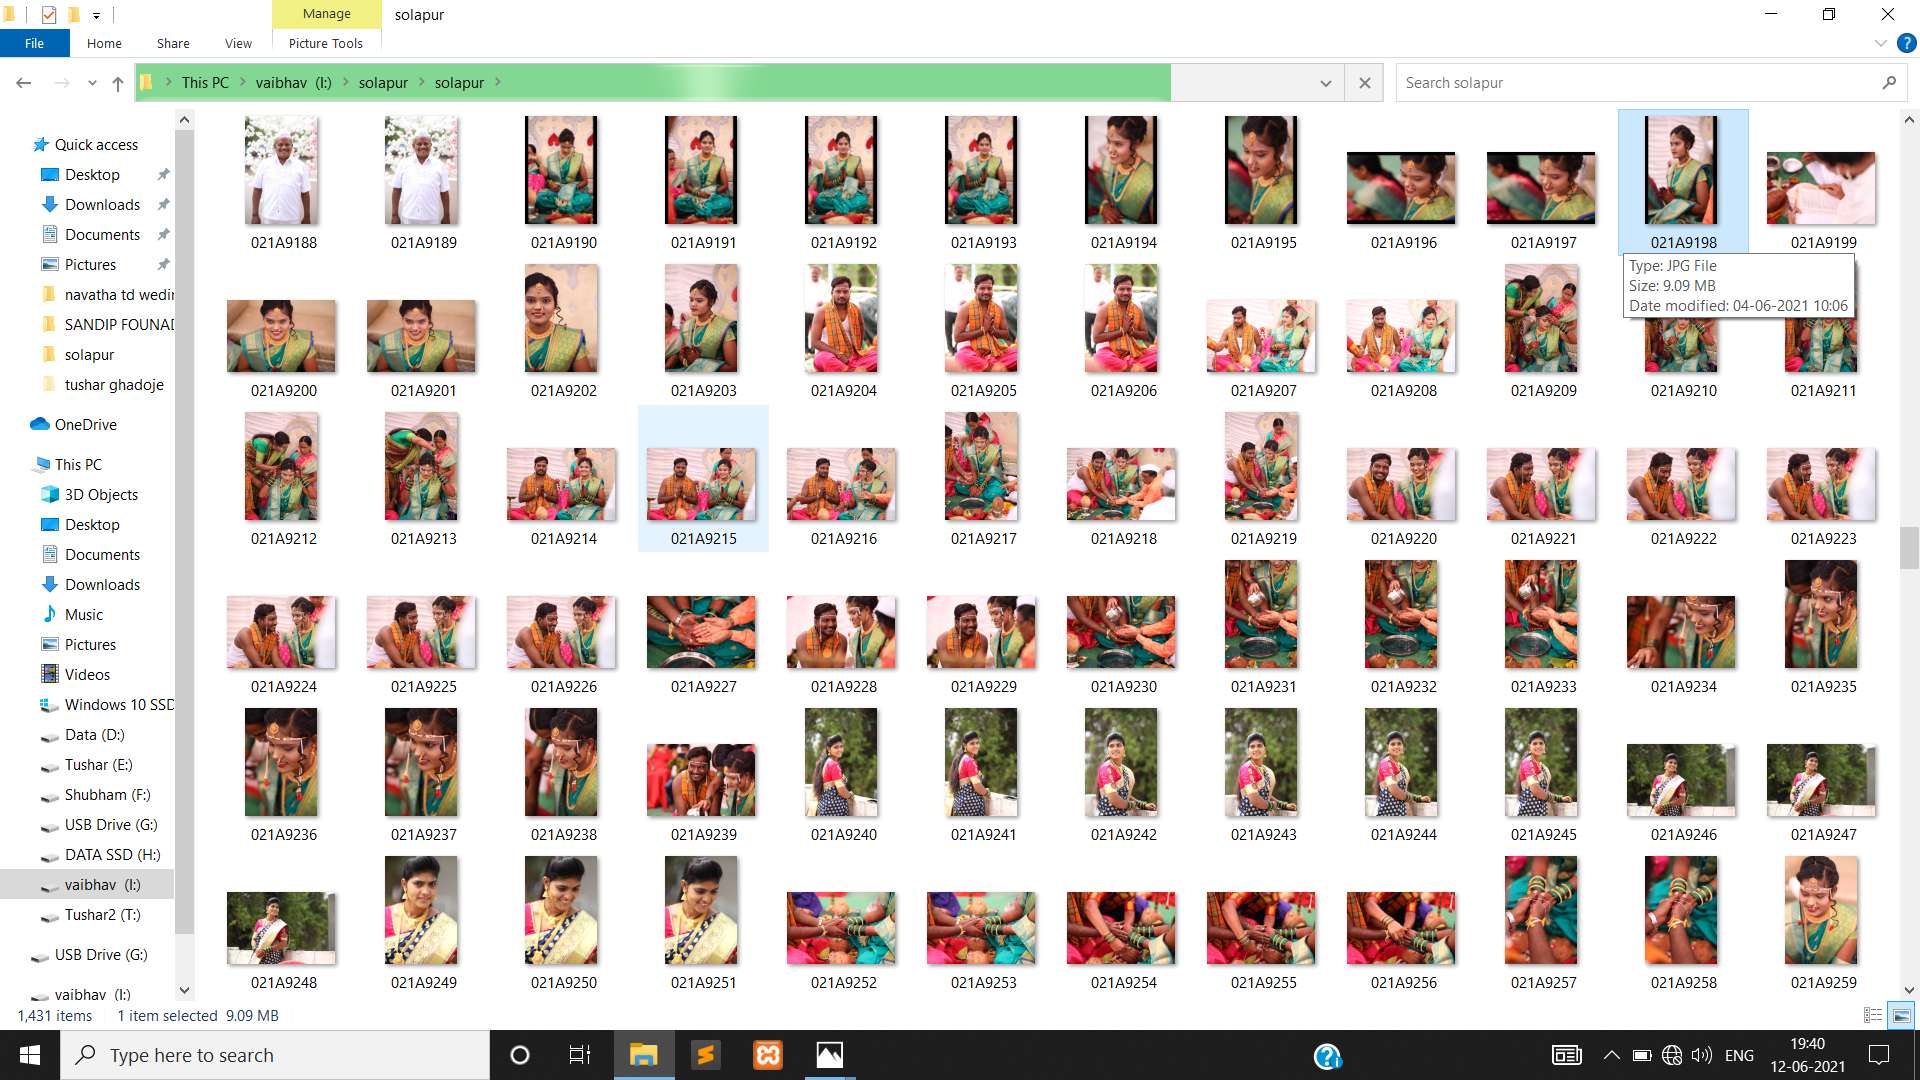 Manage
solapur
File
Home
Share
View
Picture Tools
This PC
vaibhav (I:)
solapur
solapur
Search solapur
Quick access
Desktop
Downloads
Documents
Pictures
navatha td wedin
SANDIP FOUNAD
solapur
tushar ghadoje
OneDrive
This PC
3D Objects
Desktop
Documents
Downloads
Music
Pictures
Videos
Windows 10 SSD
Data (D:)
Tushar (E:)
Shubham (F:)
USB Drive (G:)
DATA SSD (H:)
vaibhav (I:)
Tushar2 (T:)
USB Drive (G:)
vaibhav (I:)
021A9188 021A9189 021A9190 021A9191 021A9192 021A9193 021A9194 021A9195 021A9196 021A9197 021A9198 021A9199
Type: JPG File
Size: 9.09 MB
Date modified: 04-06-2021 10:06
021A9200 021A9201 021A9202 021A9203 021A9204 021A9205 021A9206 021A9207 021A9208 021A9209 021A9210 021A9211
021A9212 021A9213 021A9214 021A9215 021A9216 021A9217 021A9218 021A9219 021A9220 021A9221 021A9222 021A9223
021A9224 021A9225 021A9226 021A9227 021A9228 021A9229 021A9230 021A9231 021A9232 021A9233 021A9234 021A9235
021A9236 021A9237 021A9238 021A9239 021A9240 021A9241 021A9242 021A9243 021A9244 021A9245 021A9246 021A9247
021A9248 021A9249 021A9250 021A9251 021A9252 021A9253 021A9254 021A9255 021A9256 021A9257 021A9258 021A9259
1,431 items 1 item selected 9.09 MB
Type here to search
ENG
19:40
12-06-2021